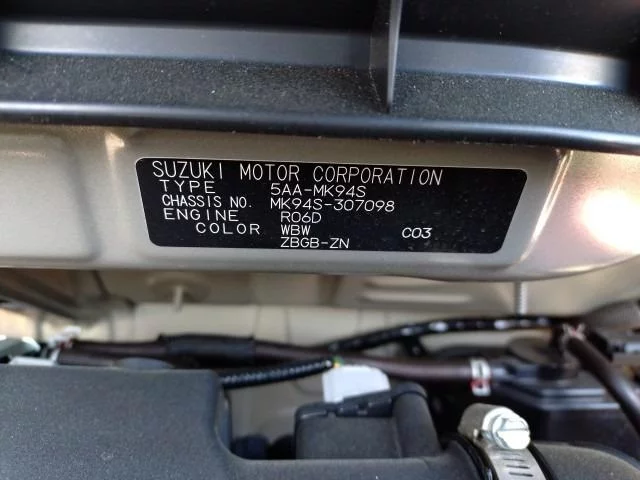 SUZUKI MOTOR CORPORATION
TYPE 5AA-MK94S
CHASSIS NO. MK94S-307098
ENGINE R06D
COLOR WBW C03
ZBGB-ZN